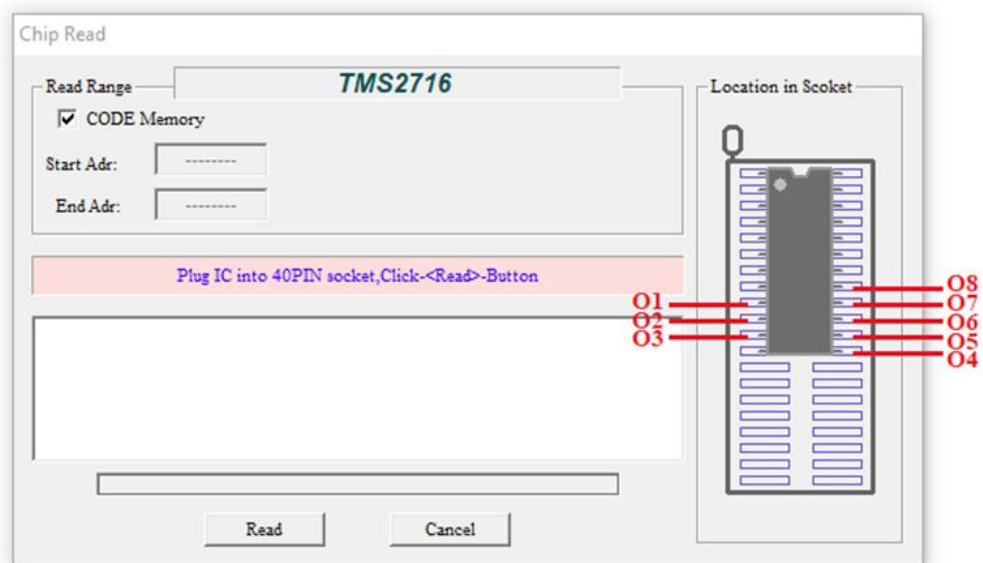 Chip Read
Read Range
TMS2716
CODE Memory
Start Adr:
--------
End Adr:
--------
Plug IC into 40PIN socket,Click-<Read>-Button
Read
Cancel
Location in Scoket
O1
O2
O3
O8
O7
O6
O5
O4